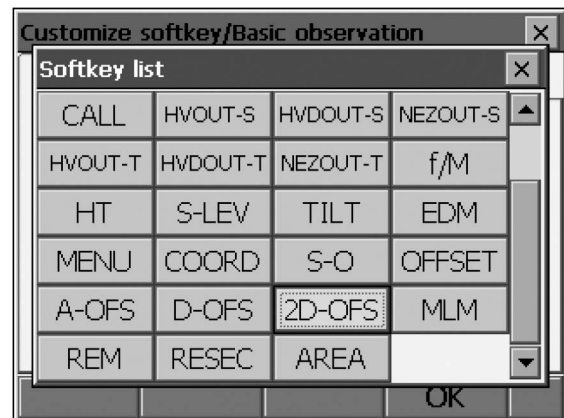 Customize softkey/Basic observation
Softkey list
CALL HVOUT-S HVDOUT-S NEZOUT-S
HVOUT-T HVDOUT-T NEZOUT-T f/M
HT S-LEV TILT EDM
MENU COORD S-O OFFSET
A-OFS D-OFS 2D-OFS MLM
REM RESEC AREA
OK